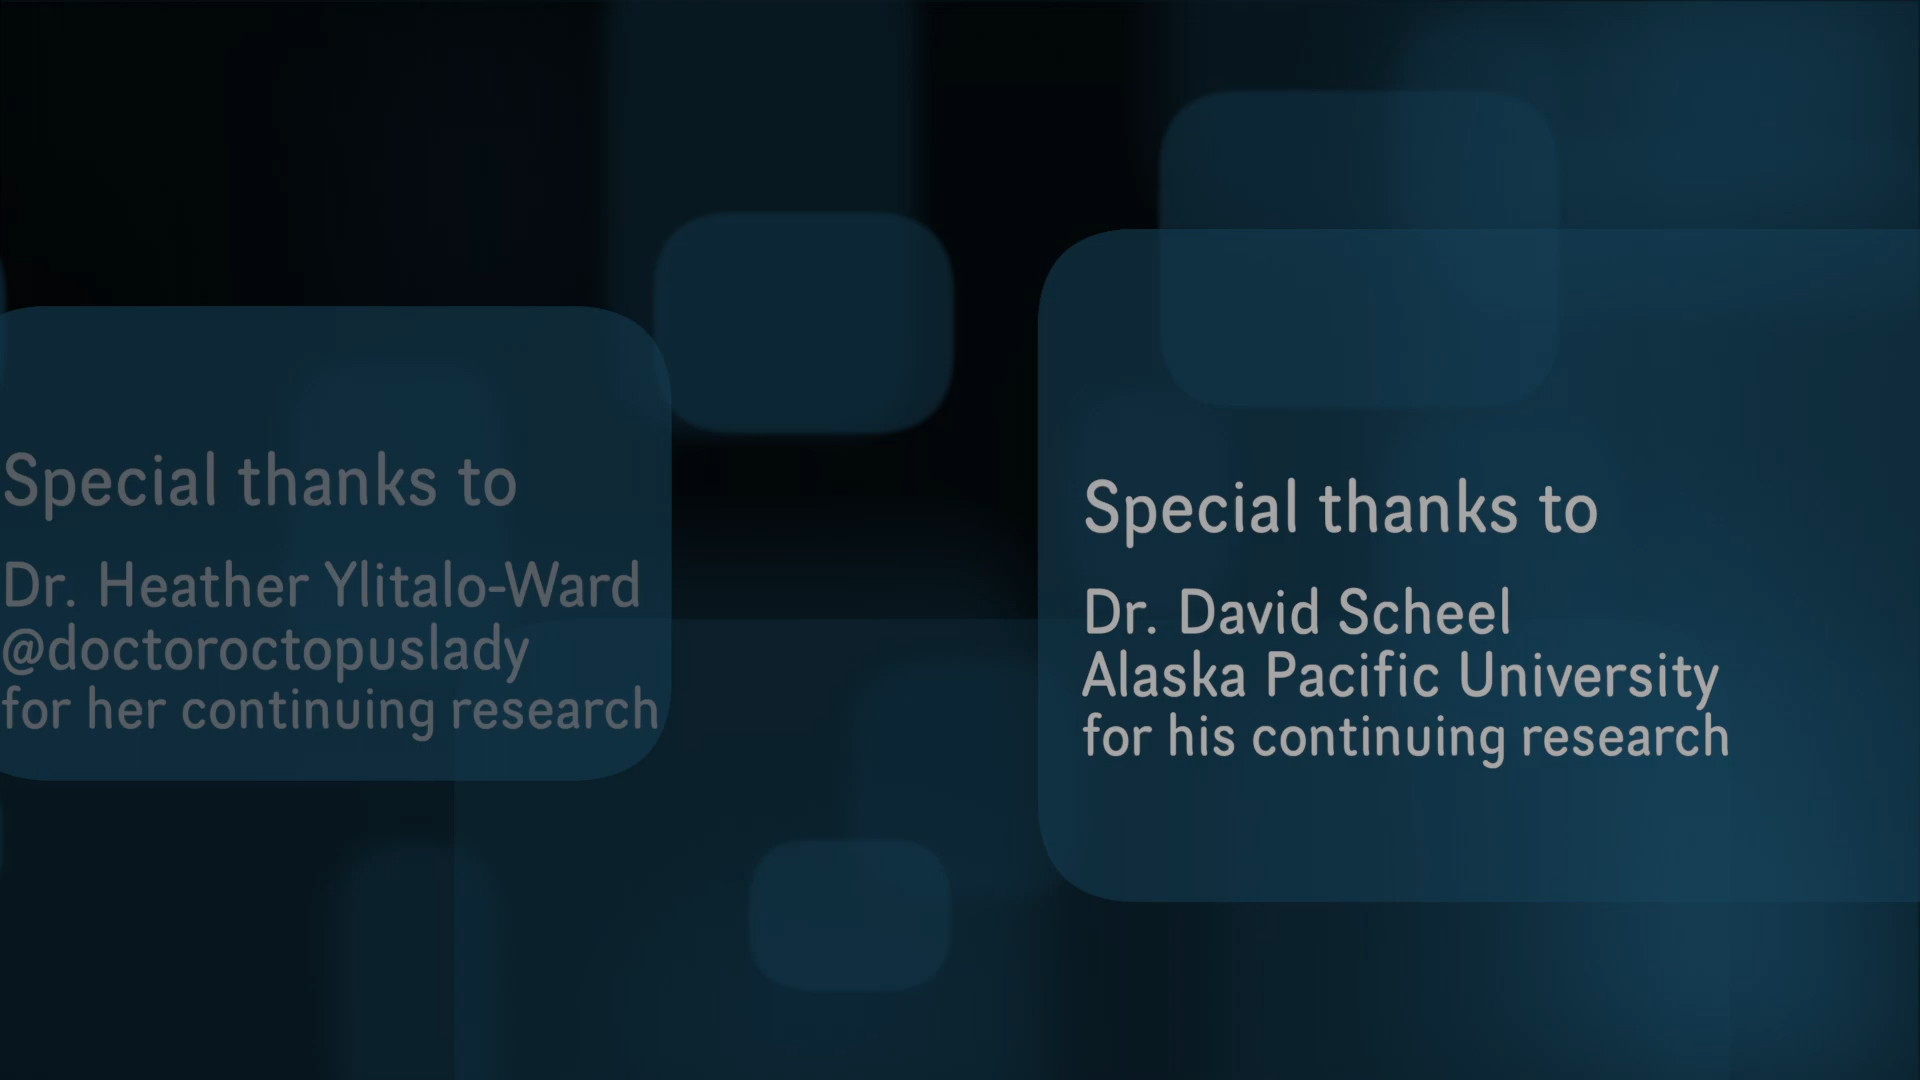 Special thanks to
Dr. Heather Ylitalo-Ward
@doctoroctopuslady
for her continuing research
Special thanks to
Dr. David Scheel
Alaska Pacific University
for his continuing research